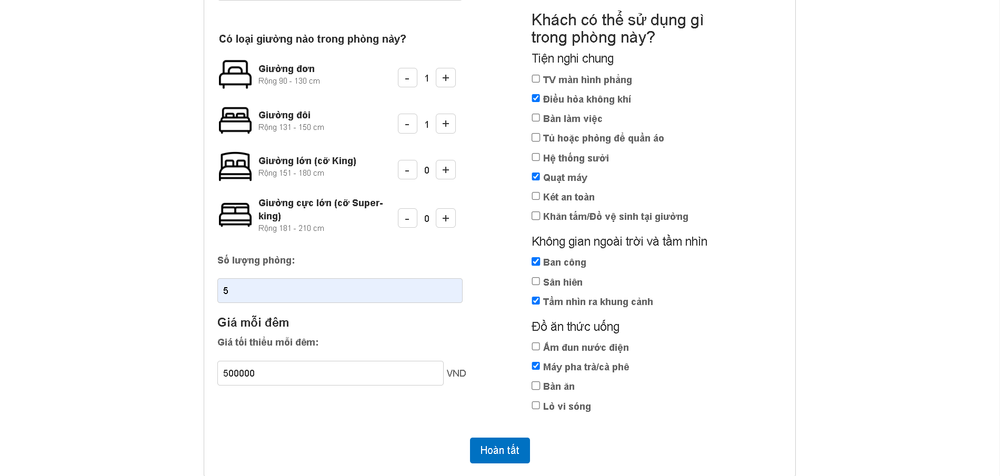 Có loại giường nào trong phòng này?
Giường đơn
Rộng 90 - 130 cm
- 1 +
Giường đôi
Rộng 131 - 150 cm
- 1 +
Giường lớn (cỡ King)
Rộng 151 - 180 cm
- 0 +
Giường cực lớn (cỡ Super-
king)
Rộng 181 - 210 cm
- 0 +
Số lượng phòng:
5
Giá mỗi đêm
Giá tối thiểu mỗi đêm:
500000 VND
Khách có thể sử dụng gì
trong phòng này?
Tiện nghi chung
TV màn hình phẳng
Điều hòa không khí
Bàn làm việc
Tủ hoặc phòng để quần áo
Hệ thống sưởi
Quạt máy
Két an toàn
Khăn tắm/Đồ vệ sinh tại giường
Không gian ngoài trời và tầm nhìn
Ban công
Sân hiên
Tầm nhìn ra khung cảnh
Đồ ăn thức uống
Ấm đun nước điện
Máy pha trà/cà phê
Bàn ăn
Lò vi sóng
Hoàn tất